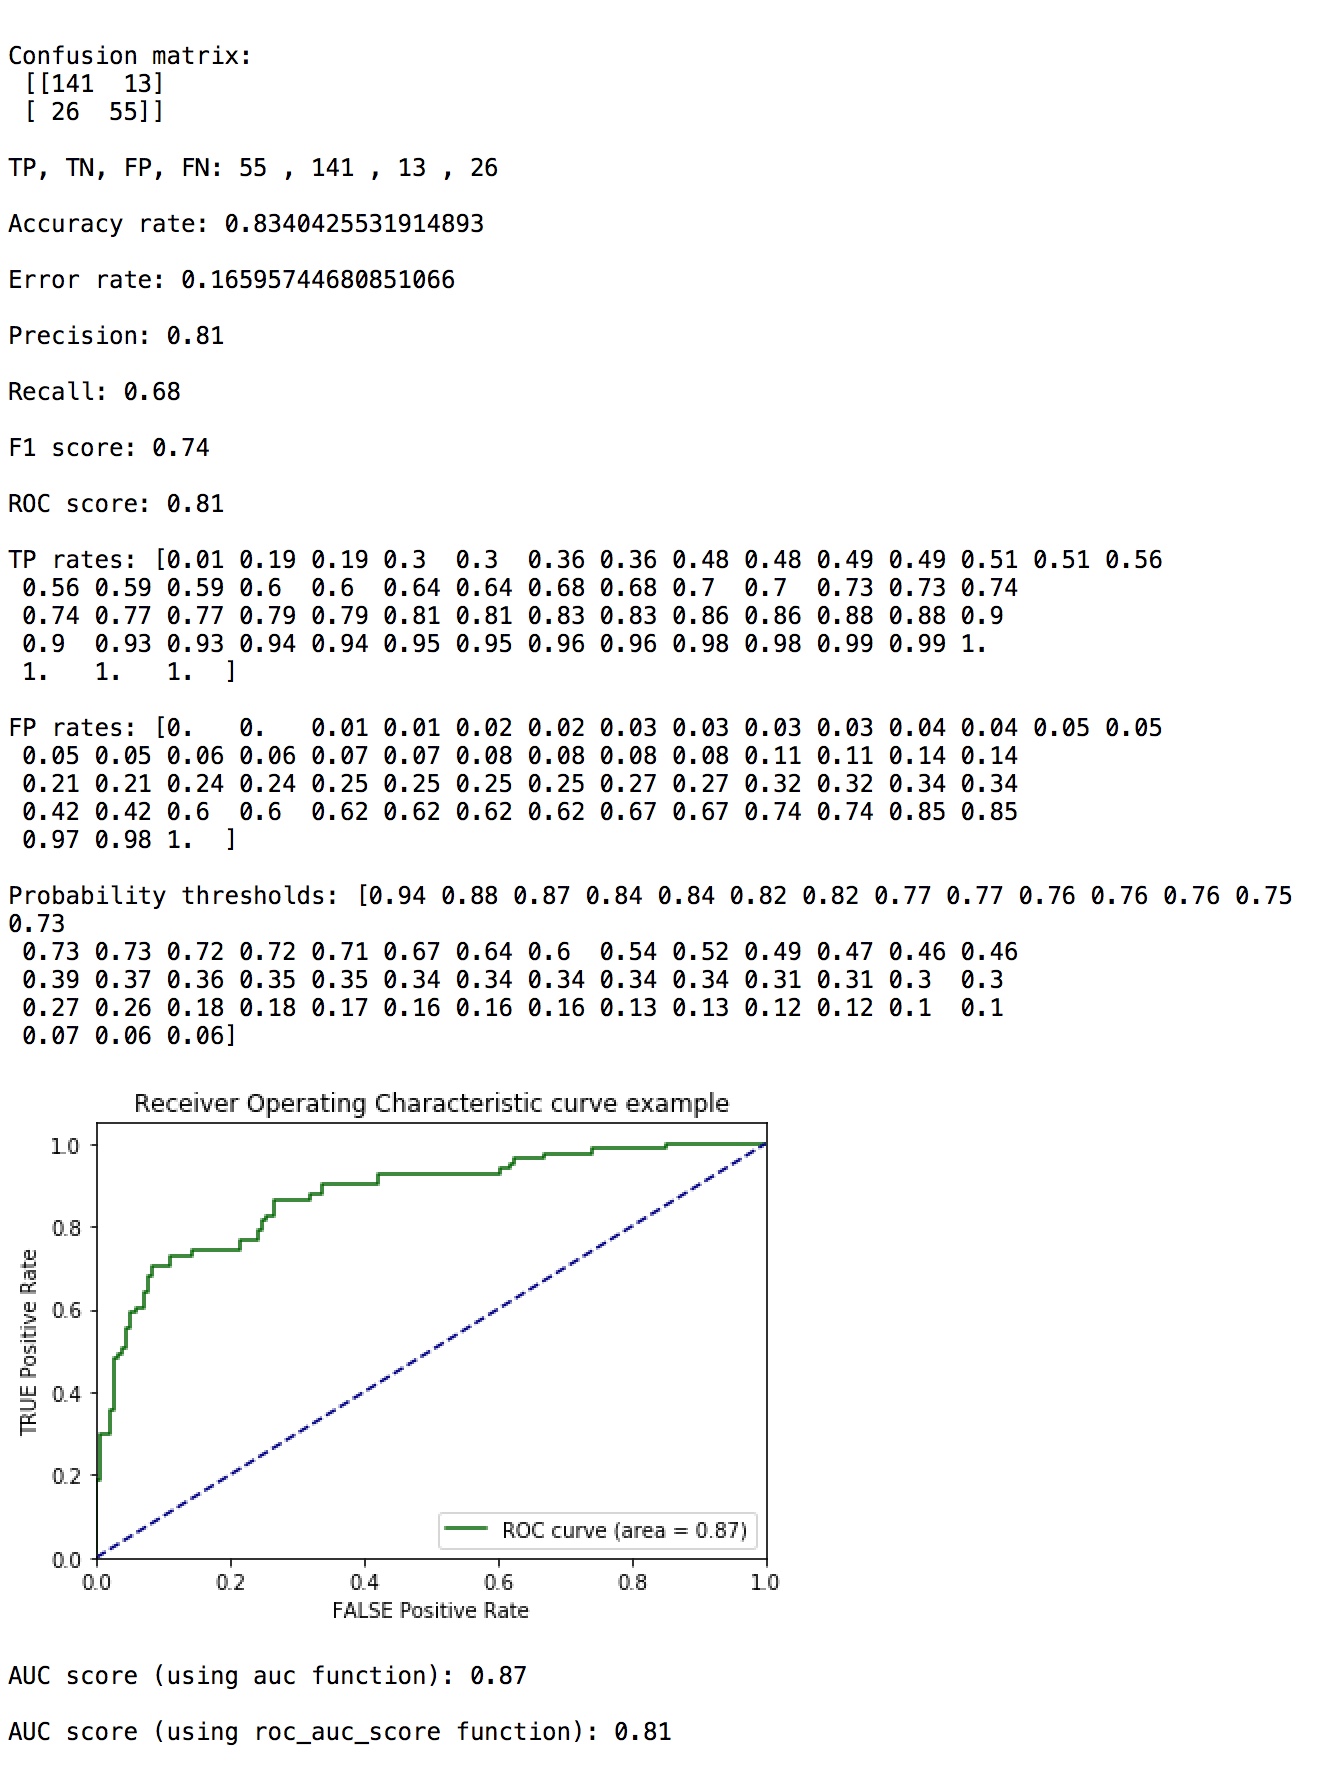 Confusion matrix:
[[141 13]
[ 26 55]]
TP, TN, FP, FN: 55 , 141 , 13 , 26
Accuracy rate: 0.8340425531914893
Error rate: 0.16595744680851066
Precision: 0.81
Recall: 0.68
F1 score: 0.74
ROC score: 0.81
TP rates: [0.01 0.19 0.19 0.3 0.3 0.36 0.36 0.48 0.48 0.49 0.49 0.51 0.51 0.56
0.56 0.59 0.59 0.6 0.6 0.64 0.64 0.68 0.68 0.7 0.7 0.73 0.73 0.74
0.74 0.77 0.77 0.79 0.79 0.81 0.81 0.83 0.83 0.86 0.86 0.88 0.88 0.9
0.9 0.93 0.93 0.94 0.94 0.95 0.95 0.96 0.96 0.98 0.98 0.99 0.99 1.
1. 1. 1. ]
FP rates: [0. 0. 0.01 0.01 0.02 0.02 0.03 0.03 0.03 0.03 0.04 0.04 0.05 0.05
0.05 0.05 0.06 0.06 0.07 0.07 0.08 0.08 0.08 0.08 0.11 0.11 0.14 0.14
0.21 0.21 0.24 0.24 0.25 0.25 0.25 0.25 0.27 0.27 0.32 0.32 0.34 0.34
0.42 0.42 0.6 0.6 0.62 0.62 0.62 0.62 0.67 0.67 0.74 0.74 0.85 0.85
0.97 0.98 1. ]
Probability thresholds: [0.94 0.88 0.87 0.84 0.84 0.82 0.82 0.77 0.77 0.76 0.76 0.76 0.75
0.73
0.73 0.73 0.72 0.72 0.71 0.67 0.64 0.6 0.54 0.52 0.49 0.47 0.46 0.46
0.39 0.37 0.36 0.35 0.35 0.34 0.34 0.34 0.34 0.34 0.31 0.31 0.3 0.3
0.27 0.26 0.18 0.18 0.17 0.16 0.16 0.16 0.13 0.13 0.12 0.12 0.1 0.1
0.07 0.06 0.06]
Receiver Operating Characteristic curve example
1.0
0.8
0.6
0.4
0.2
0.0
TRUE Positive Rate
ROC curve (area = 0.87)
0.0 0.2 0.4 0.6 0.8 1.0
FALSE Positive Rate
AUC score (using auc function): 0.87
AUC score (using roc_auc_score function): 0.81